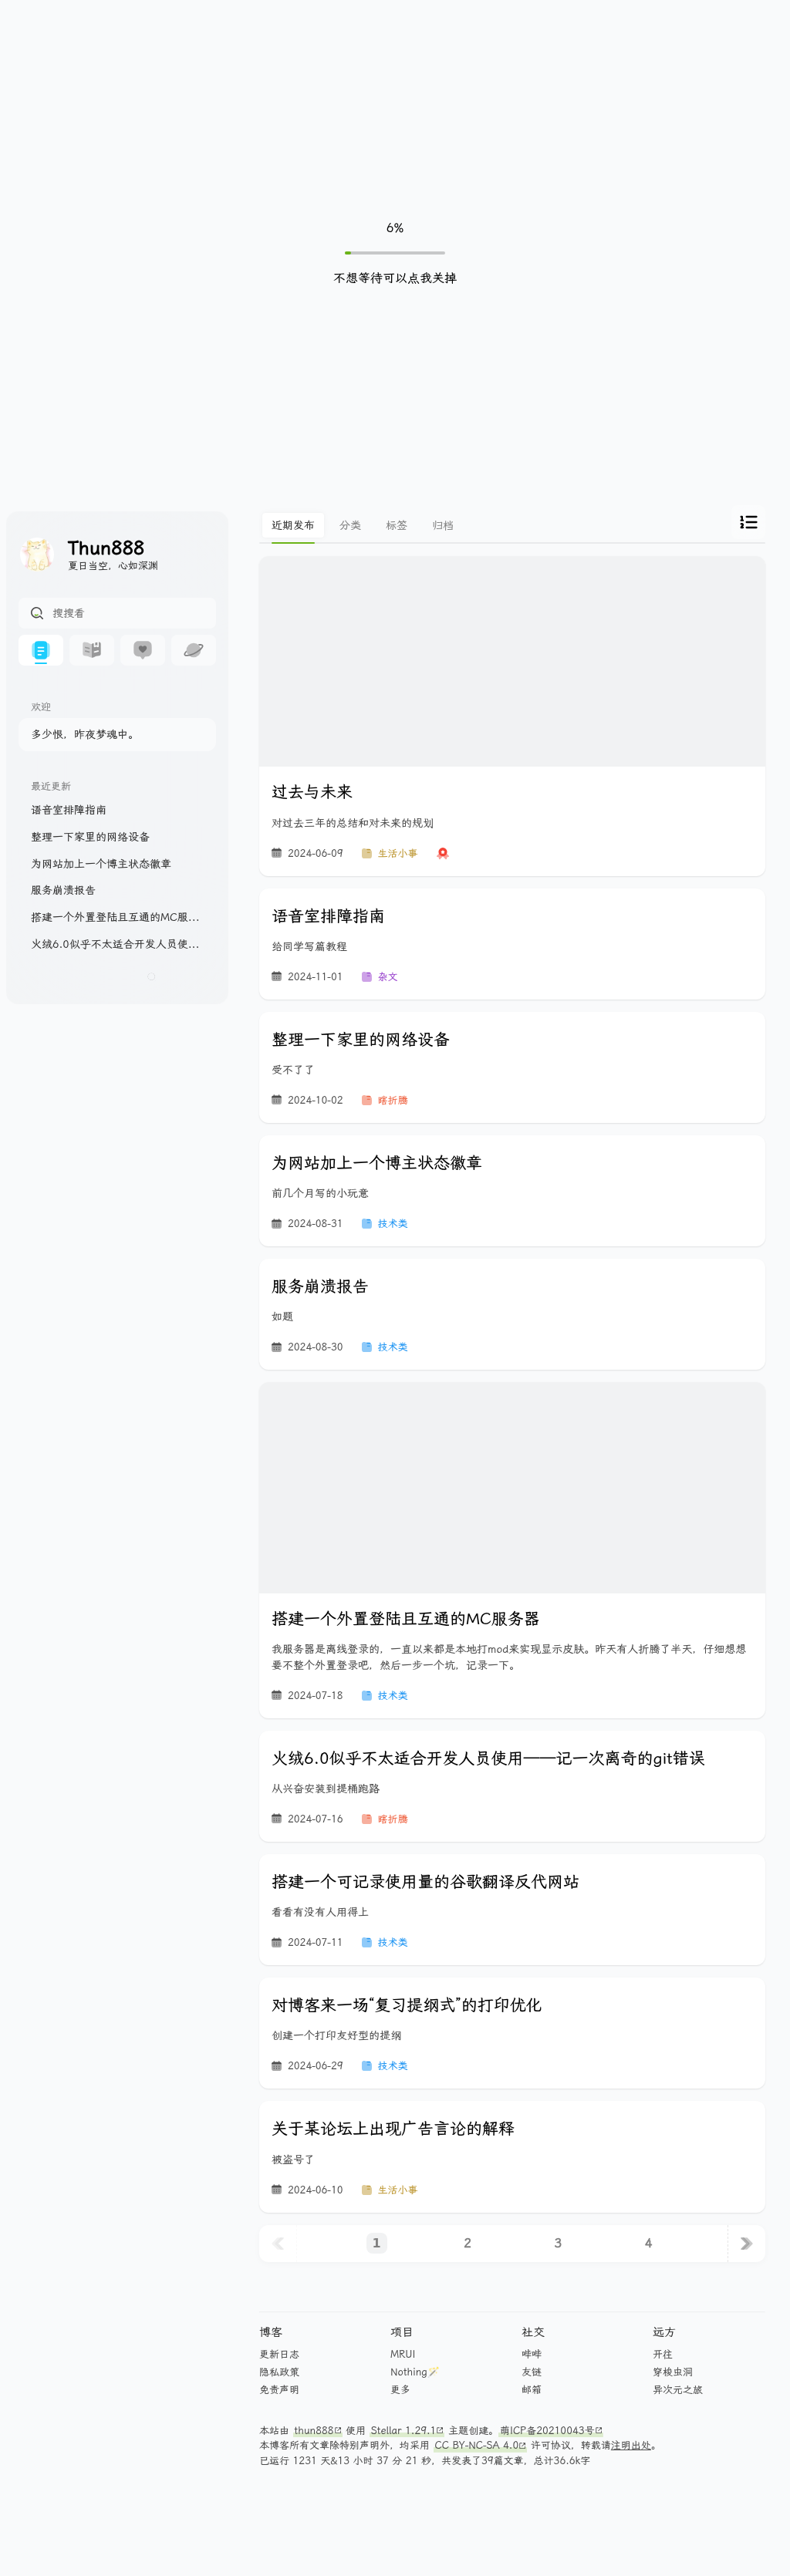 6%
不想等待可以点我关掉
Thun888
夏日当空，心如深渊
搜搜看
欢迎
多少恨，昨夜梦魂中。
最近更新
语音室排障指南
整理一下家里的网络设备
为网站加上一个博主状态徽章
服务崩溃报告
搭建一个外置登陆且互通的MC服...
火绒6.0似乎不太适合开发人员使...
近期发布 分类 标签 归档
过去与未来
对过去三年的总结和对未来的规划
2024-06-09 生活小事
语音室排障指南
给同学写篇教程
2024-11-01 杂文
整理一下家里的网络设备
受不了了
2024-10-02 瞎折腾
为网站加上一个博主状态徽章
前几个月写的小玩意
2024-08-31 技术类
服务崩溃报告
如题
2024-08-30 技术类
搭建一个外置登陆且互通的MC服务器
我服务器是离线登录的，一直以来都是本地打mod来实现显示皮肤。昨天有人折腾了半天，仔细想想
要不整个外置登录吧，然后一步一个坑，记录一下。
2024-07-18 技术类
火绒6.0似乎不太适合开发人员使用——记一次离奇的git错误
从兴奋安装到提桶跑路
2024-07-16 瞎折腾
搭建一个可记录使用量的谷歌翻译反代网站
看看有没有人用得上
2024-07-11 技术类
对博客来一场“复习提纲式”的打印优化
创建一个打印友好型的提纲
2024-06-29 技术类
关于某论坛上出现广告言论的解释
被盗号了
2024-06-10 生活小事
1 2 3 4
博客 项目 社交 远方
更新日志 MRUI 哔哔 开往
隐私政策 Nothing🪄 友链 穿梭虫洞
免责声明 更多 邮箱 异次元之旅
本站由 thun888 使用 Stellar 1.29.1 主题创建。萌ICP备20210043号
本博客所有文章除特别声明外，均采用 CC BY-NC-SA 4.0 许可协议，转载请注明出处。
已运行 1231 天&13 小时 37 分 21 秒，共发表了39篇文章，总计36.6k字